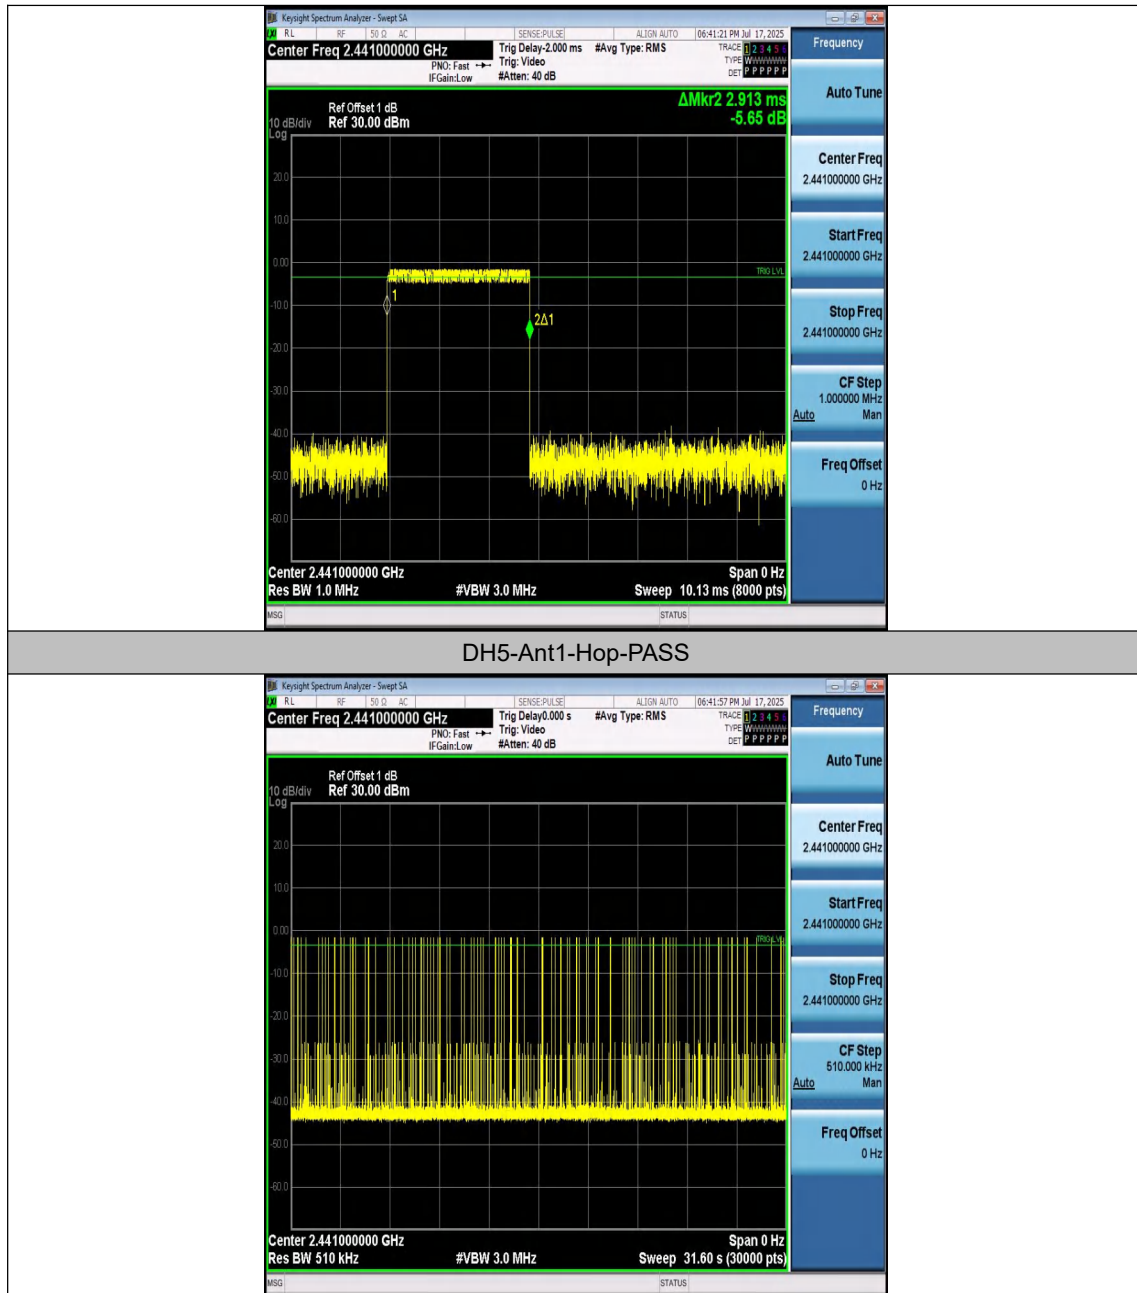 Keysight Spectrum Analyzer - Swept SA
RL RF 50 Ω AC SENSE:PULSE ALIGN AUTO 06:41:21 PM Jul 17, 2025
Center Freq 2.441000000 GHz Trig Delay-2.000 ms #Avg Type: RMS TRACE 1 2 3 4 5 6
PNO: Fast Trig: Video TYPE WWWWWW
IFGain:Low #Atten: 40 dB DET P P P P P P
Frequency
Auto Tune
Center Freq
2.441000000 GHz
Start Freq
2.441000000 GHz
Stop Freq
2.441000000 GHz
CF Step
1.000000 MHz
Auto Man
Freq Offset
0 Hz
ΔMkr2 2.913 ms
-5.65 dB
Ref Offset 1 dB
10 dB/div Ref 30.00 dBm
Log
20.0
10.0
0.00
TRIG LVL
1
-10.0
2Δ1
-20.0
-30.0
-40.0
-50.0
-60.0
Center 2.441000000 GHz Span 0 Hz
Res BW 1.0 MHz #VBW 3.0 MHz Sweep 10.13 ms (8000 pts)
MSG STATUS
DH5-Ant1-Hop-PASS
Keysight Spectrum Analyzer - Swept SA
RL RF 50 Ω AC SENSE:PULSE ALIGN AUTO 06:41:57 PM Jul 17, 2025
Center Freq 2.441000000 GHz Trig Delay0.000 s #Avg Type: RMS TRACE 1 2 3 4 5 6
PNO: Fast Trig: Video TYPE WWWWWW
IFGain:Low #Atten: 40 dB DET P P P P P P
Frequency
Auto Tune
Center Freq
2.441000000 GHz
Start Freq
2.441000000 GHz
Stop Freq
2.441000000 GHz
CF Step
510.000 kHz
Auto Man
Freq Offset
0 Hz
Ref Offset 1 dB
10 dB/div Ref 30.00 dBm
Log
20.0
10.0
0.00
TRIG LVL
-10.0
-20.0
-30.0
-40.0
-50.0
-60.0
Center 2.441000000 GHz Span 0 Hz
Res BW 510 kHz #VBW 3.0 MHz Sweep 31.60 s (30000 pts)
MSG STATUS